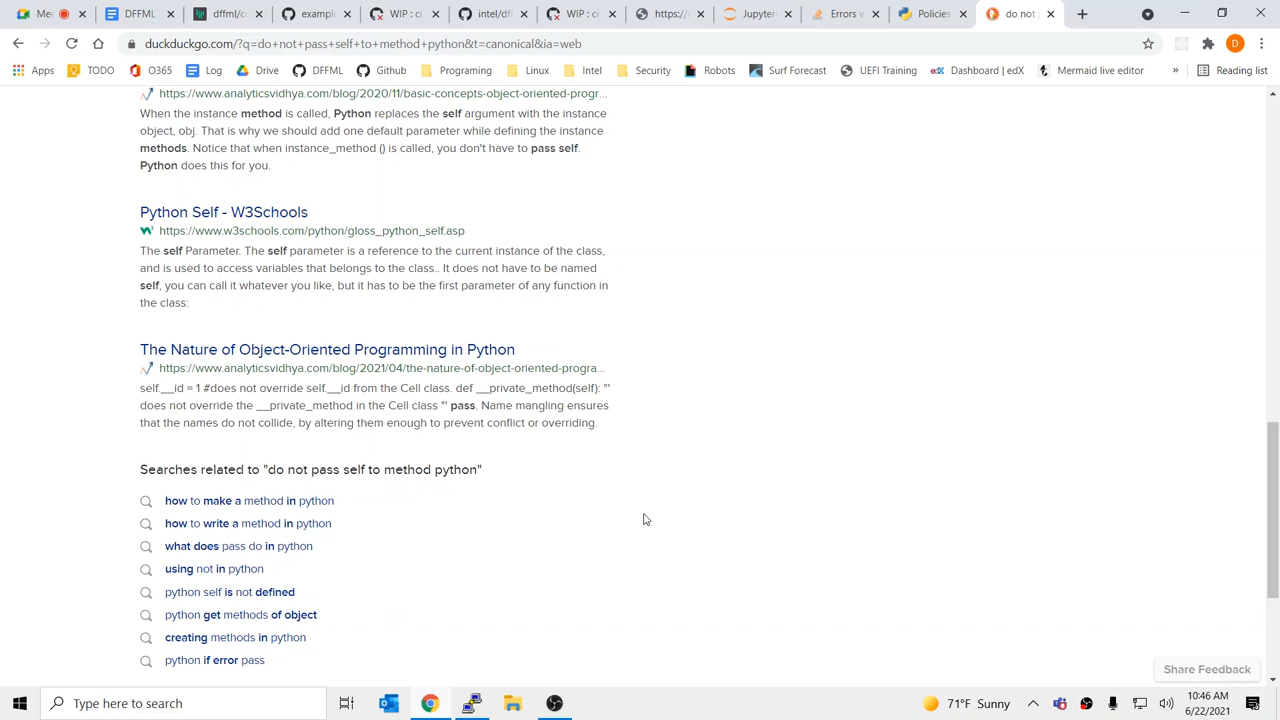 Me
DFFML
dffml/c
example
WIP : ci
intel/dff
WIP : ci
https://
Jupyter
Errors v
Policies
do not
duckduckgo.com/?q=do+not+pass+self+to+method+python&t=canonical&ia=web
D
Apps
TODO
O365
Log
Drive
DFFML
Github
Programing
Linux
Intel
Security
Robots
Surf Forecast
UEFI Training
edX Dashboard | edX
Mermaid live editor
»
Reading list
https://www.analyticsvidhya.com/blog/2020/11/basic-concepts-object-oriented-progr...
When the instance method is called, Python replaces the self argument with the instance
object, obj. That is why we should add one default parameter while defining the instance
methods. Notice that when instance_method () is called, you don't have to pass self.
Python does this for you.
Python Self - W3Schools
https://www.w3schools.com/python/gloss_python_self.asp
The self Parameter. The self parameter is a reference to the current instance of the class,
and is used to access variables that belongs to the class.. It does not have to be named
self, you can call it whatever you like, but it has to be the first parameter of any function in
the class:
The Nature of Object-Oriented Programming in Python
https://www.analyticsvidhya.com/blog/2021/04/the-nature-of-object-oriented-progra...
self.__id = 1 #does not override self.__id from the Cell class. def __private_method(self): "'
does not override the __private_method in the Cell class "' pass. Name mangling ensures
that the names do not collide, by altering them enough to prevent conflict or overriding.
Searches related to "do not pass self to method python"
how to make a method in python
how to write a method in python
what does pass do in python
using not in python
python self is not defined
python get methods of object
creating methods in python
python if error pass
Share Feedback
Type here to search
71°F Sunny
10:46 AM
6/22/2021